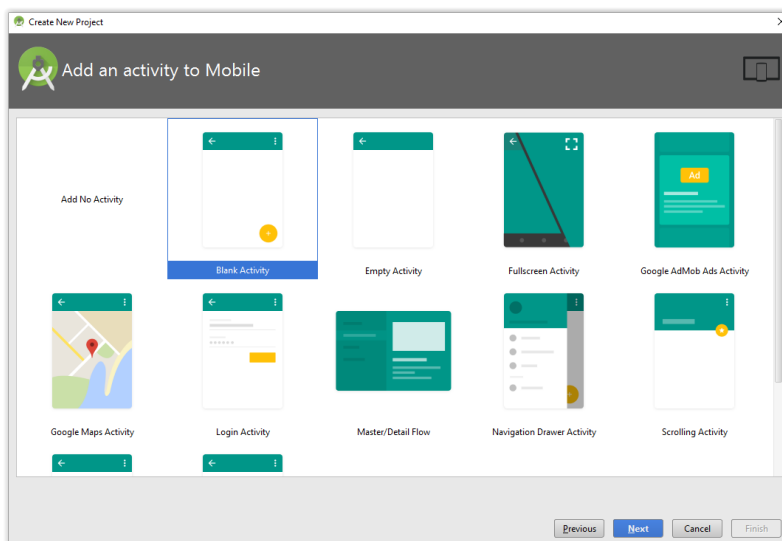 Create New Project
Add an activity to Mobile
Add No Activity
Blank Activity
Empty Activity
Fullscreen Activity
Ad
Google AdMob Ads Activity
Google Maps Activity
Login Activity
Master/Detail Flow
Navigation Drawer Activity
Scrolling Activity
Previous
Next
Cancel
Finish